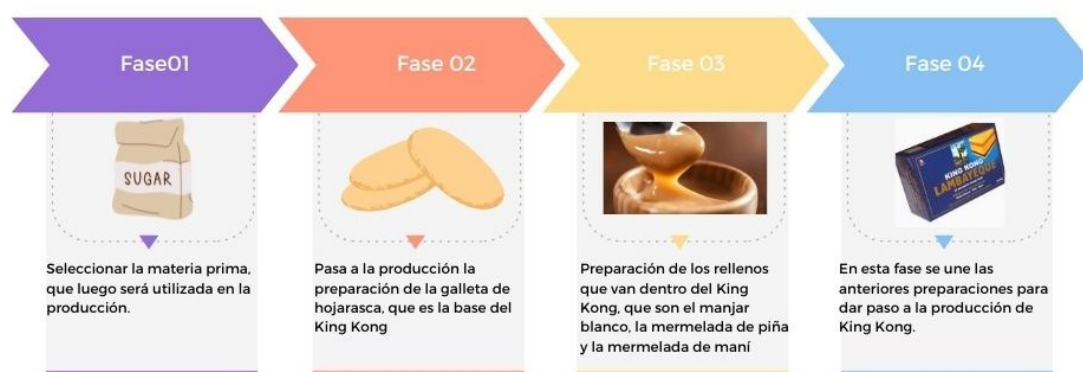 Fase01
Fase 02
Fase 03
Fase 04
SUGAR
KING KONG
LAMBAYEQUE
Seleccionar la materia prima,
que luego será utilizada en la
producción.
Pasa a la producción la
preparación de la galleta de
hojarasca, que es la base del
King Kong
Preparación de los rellenos
que van dentro del King
Kong, que son el manjar
blanco, la mermelada de piña
y la mermelada de maní
En esta fase se une las
anteriores preparaciones para
dar paso a la producción de
King Kong.